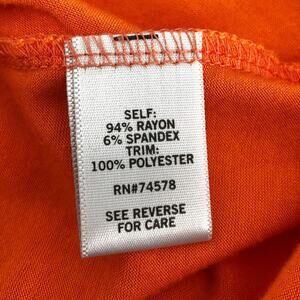 SELF:
94% RAYON
6% SPANDEX
TRIM:
100% POLYESTER
RN#74578
SEE REVERSE
FOR CARE